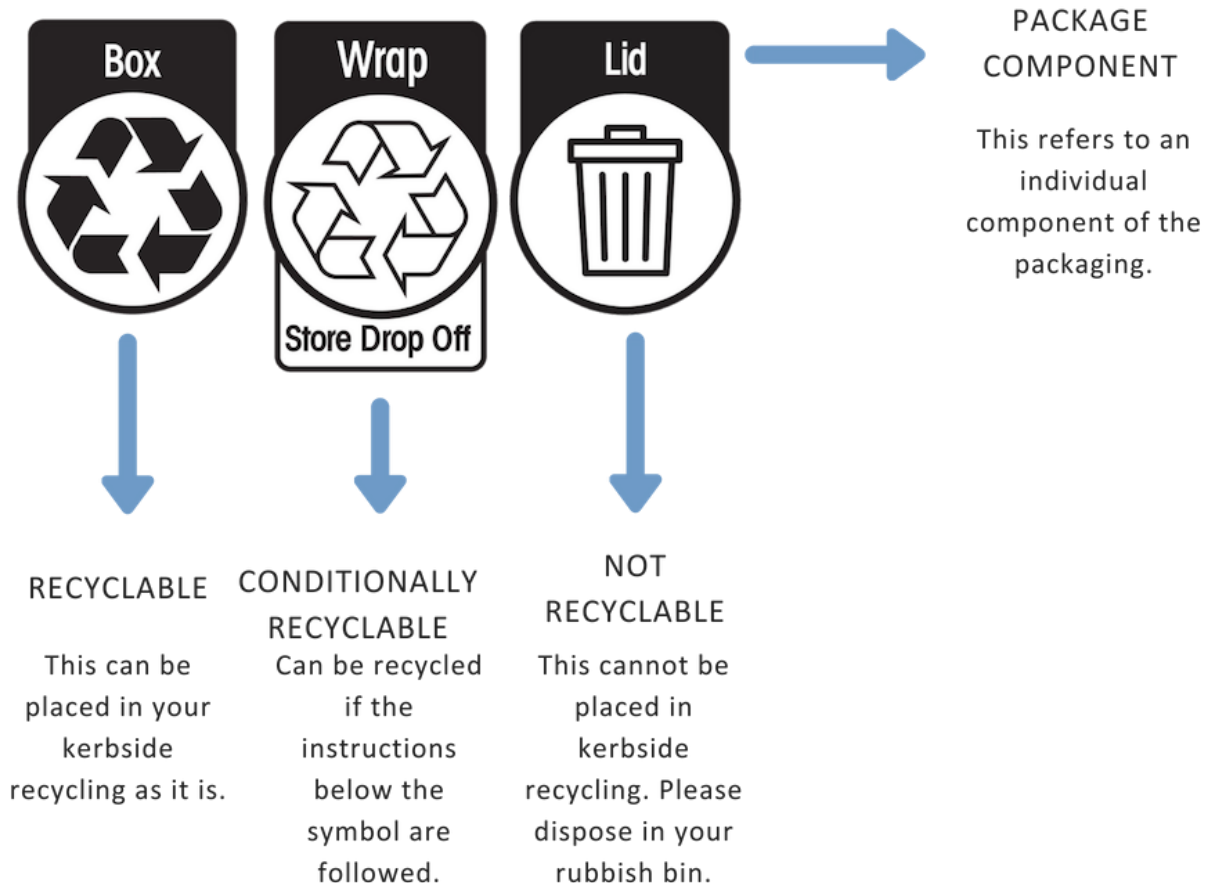 Box
Wrap
Store Drop Off
Lid
PACKAGE
COMPONENT
This refers to an
individual
component of the
packaging.
RECYCLABLE
This can be
placed in your
kerbside
recycling as it is.
CONDITIONALLY
RECYCLABLE
Can be recycled
if the
instructions
below the
symbol are
followed.
NOT
RECYCLABLE
This cannot be
placed in
kerbside
recycling. Please
dispose in your
rubbish bin.